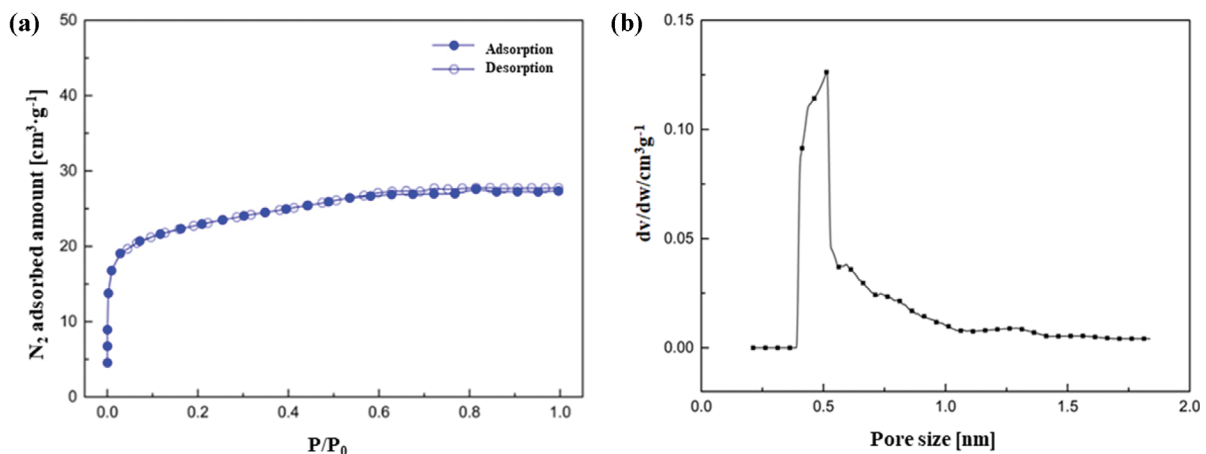 (a)
50
40
30
20
10
0
N₂ adsorbed amount [cm³·g⁻¹]
Adsorption
Desorption
0.0 0.2 0.4 0.6 0.8 1.0
P/P₀
(b)
0.15
0.10
0.05
0.00
dv/dw/cm³g⁻¹
0.0 0.5 1.0 1.5 2.0
Pore size [nm]